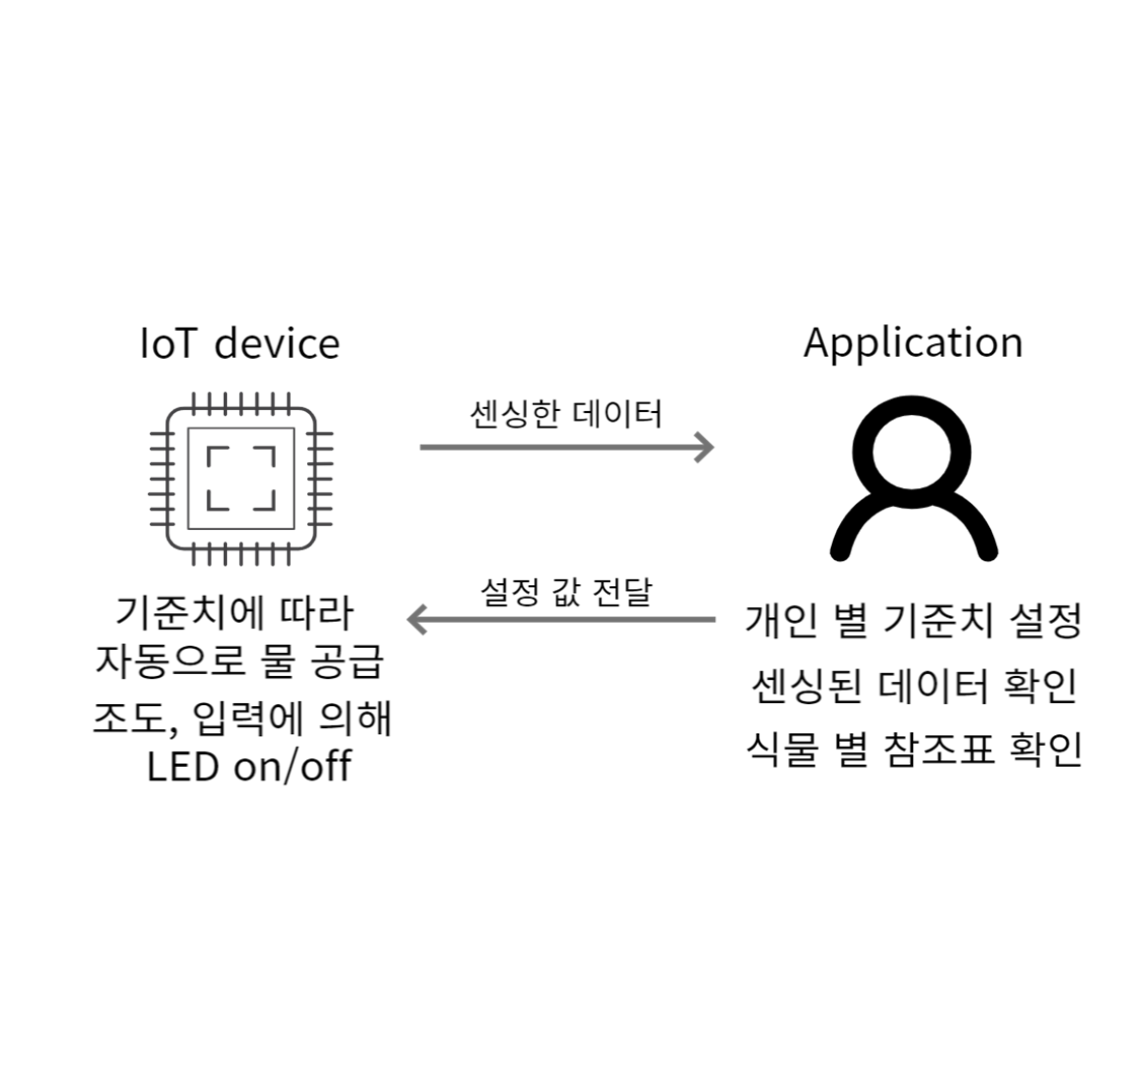 IoT device
Application
센싱한 데이터
설정 값 전달
기준치에 따라
자동으로 물 공급
조도, 입력에 의해
LED on/off
개인 별 기준치 설정
센싱된 데이터 확인
식물 별 참조표 확인